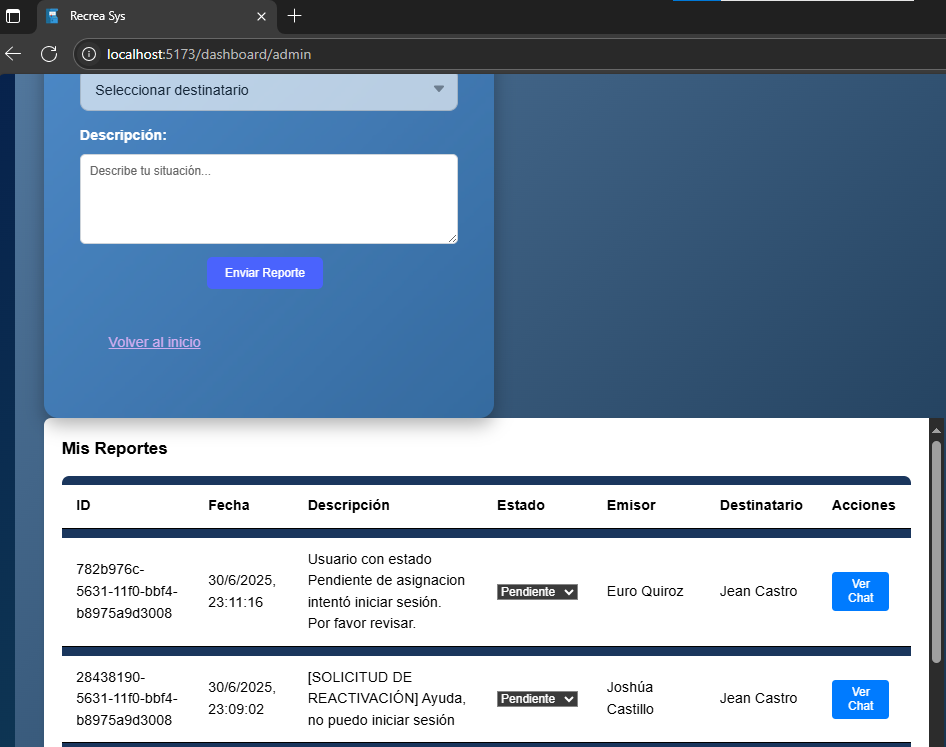 Recrea Sys
localhost:5173/dashboard/admin
Seleccionar destinatario
Descripción:
Describe tu situación...
Enviar Reporte
Volver al inicio
Mis Reportes
ID Fecha Descripción Estado Emisor Destinatario Acciones
782b976c-
5631-11f0-bbf4-
b8975a9d3008
30/6/2025,
23:11:16
Usuario con estado
Pendiente de asignacion
intentó iniciar sesión.
Por favor revisar.
Pendiente
Euro Quiroz
Jean Castro
Ver
Chat
28438190-
5631-11f0-bbf4-
b8975a9d3008
30/6/2025,
23:09:02
[SOLICITUD DE
REACTIVACIÓN] Ayuda,
no puedo iniciar sesión
Pendiente
Joshúa
Castillo
Jean Castro
Ver
Chat